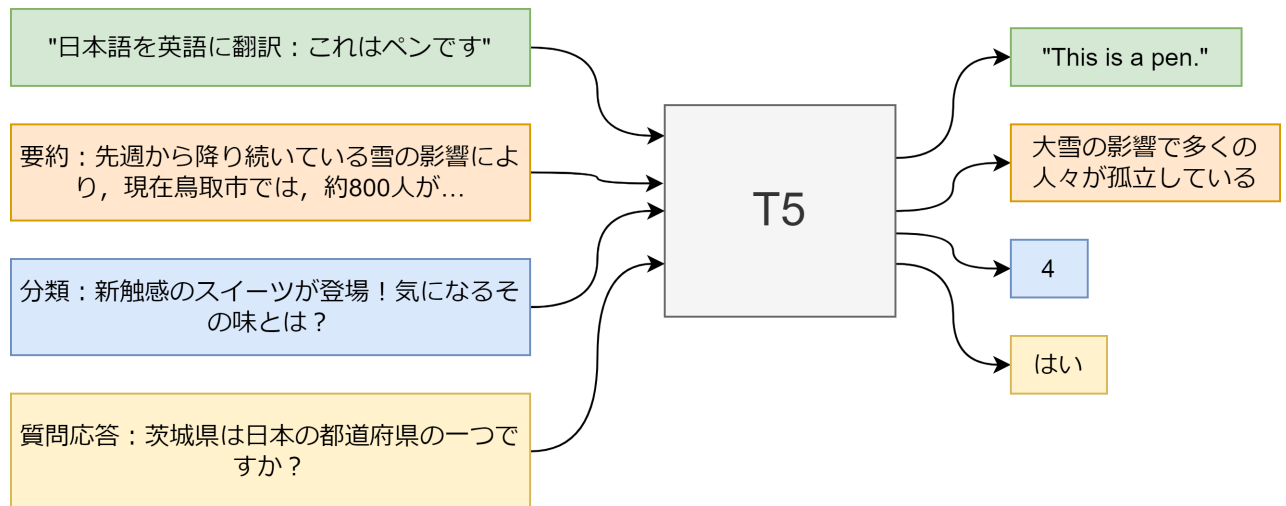 "日本語を英語に翻訳：これはペンです"
要約：先週から降り続いている雪の影響によ
り，現在鳥取市では，約800人が…
分類：新触感のスイーツが登場！気になるそ
の味とは？
質問応答：茨城県は日本の都道府県の一つで
すか？
T5
"This is a pen."
大雪の影響で多くの
人々が孤立している
4
はい